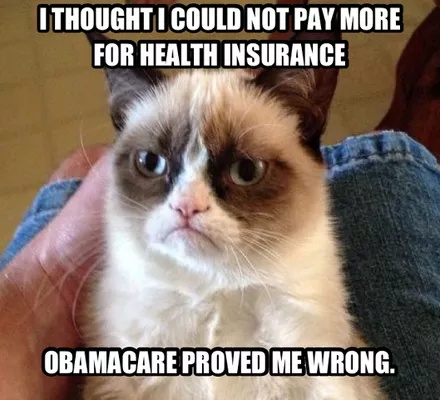 I THOUGHT I COULD NOT PAY MORE
FOR HEALTH INSURANCE
OBAMACARE PROVED ME WRONG.